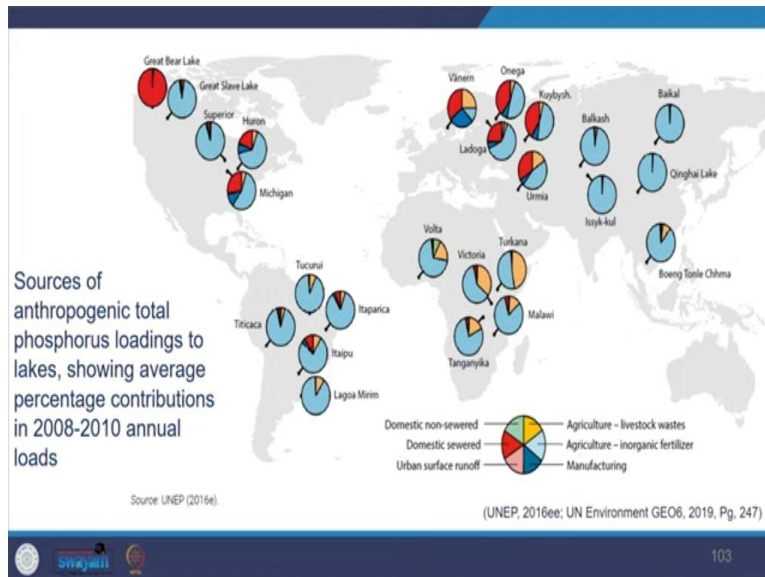 Great Bear Lake
Great Slave Lake
Superior
Huron
Michigan
Vänern
Onega
Kuybysh.
Ladoga
Urmia
Balkash
Baikal
Qinghai Lake
Issyk-kul
Boeng Tonle Chhma
Volta
Victoria
Turkana
Malawi
Tanganyika
Tucurui
Itaparica
Titicaca
Itaipu
Lagoa Mirim
Sources of
anthropogenic total
phosphorus loadings to
lakes, showing average
percentage contributions
in 2008-2010 annual
loads
Domestic non-sewered
Domestic sewered
Urban surface runoff
Agriculture – livestock wastes
Agriculture – inorganic fertilizer
Manufacturing
Source: UNEP (2016e).
(UNEP, 2016ee; UN Environment GEO6, 2019, Pg, 247)
swayam
103